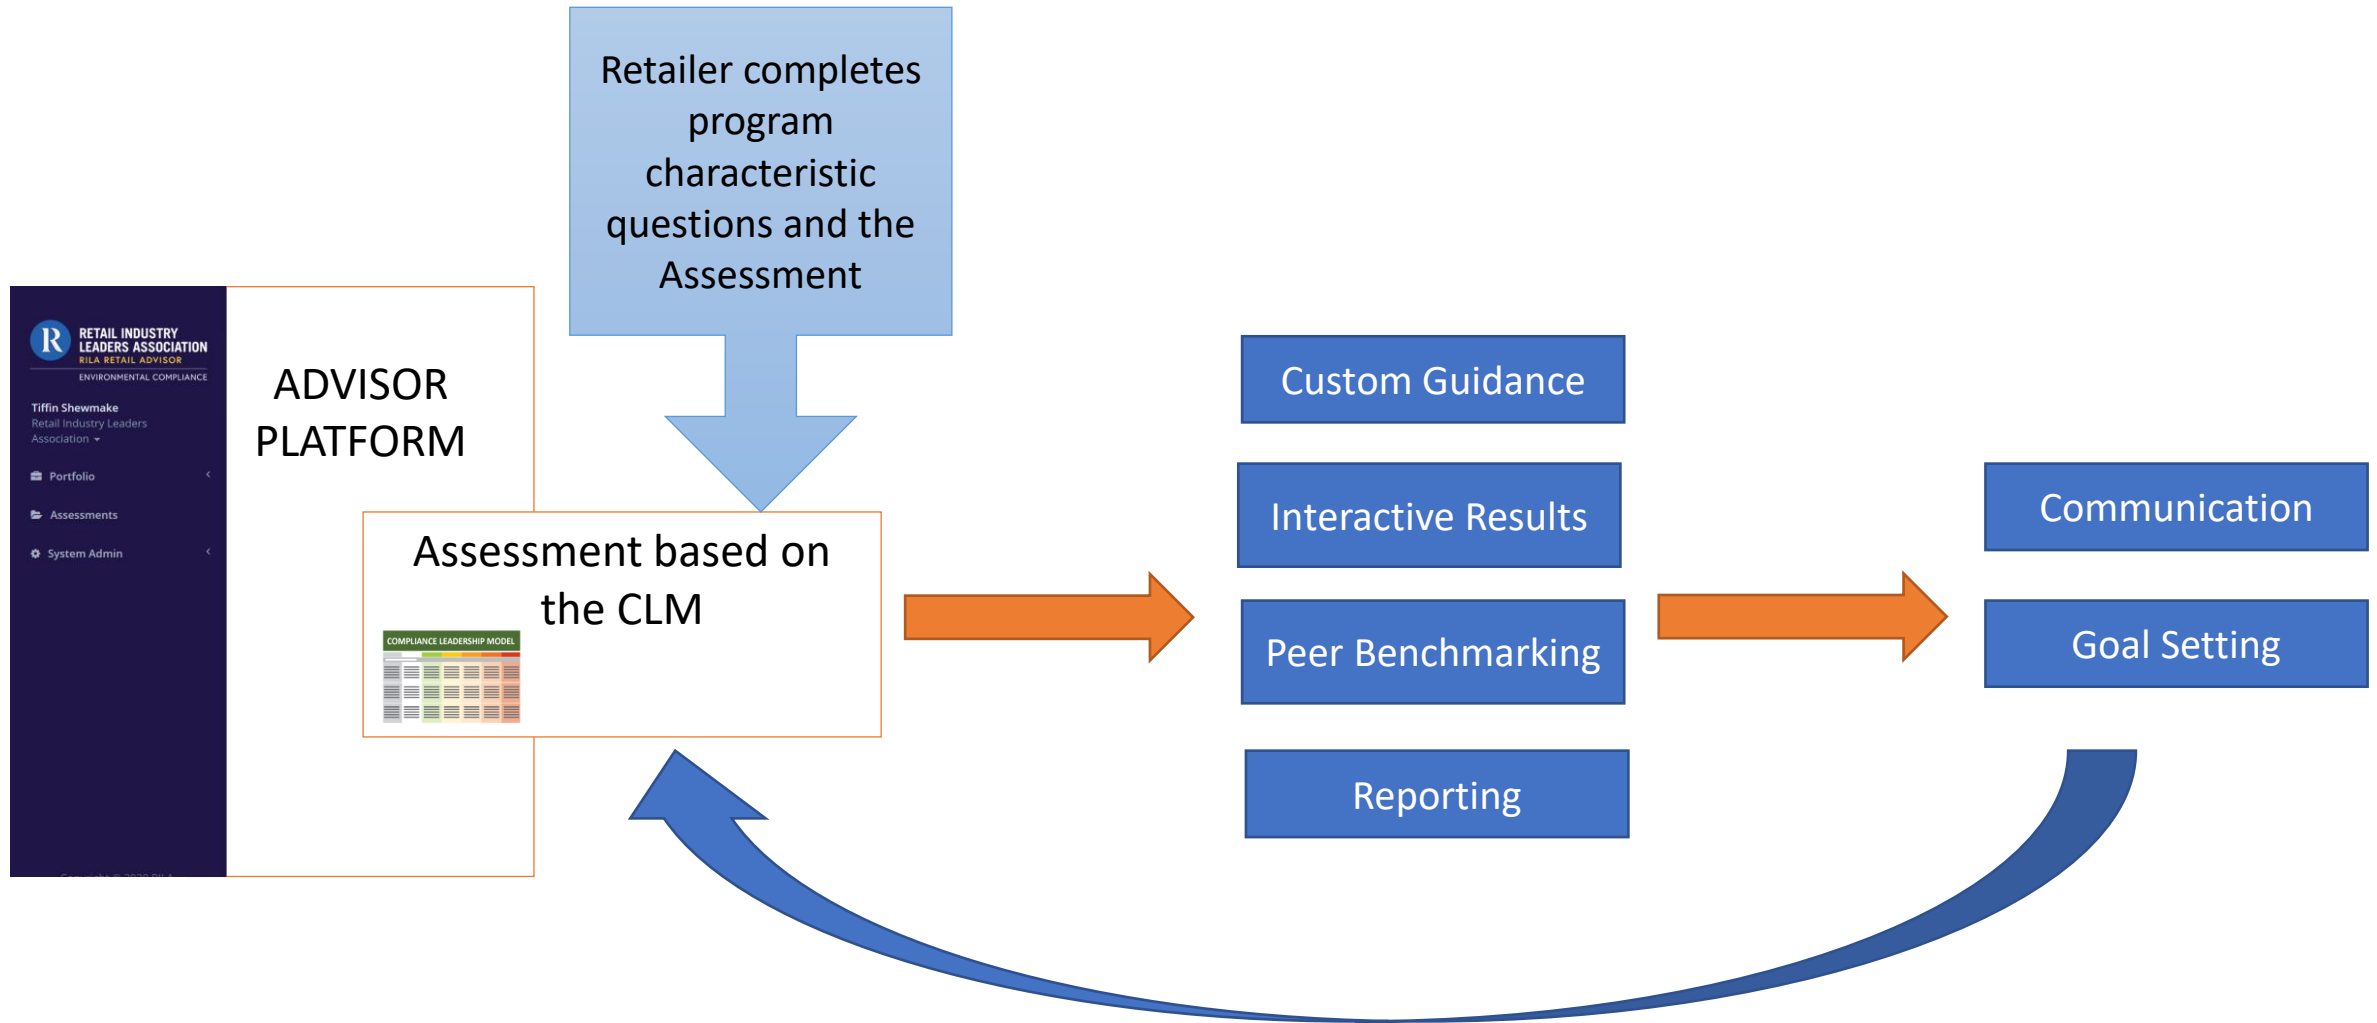 Retailer completes
program
characteristic
questions and the
Assessment
R
RETAIL INDUSTRY
LEADERS ASSOCIATION
RILA RETAIL ADVISOR
ENVIRONMENTAL COMPLIANCE
Tiffin Shewmake
Retail Industry Leaders
Association
Portfolio
Assessments
System Admin
ADVISOR
PLATFORM
Assessment based on
the CLM
COMPLIANCE LEADERSHIP MODEL
Custom Guidance
Interactive Results
Peer Benchmarking
Reporting
Communication
Goal Setting